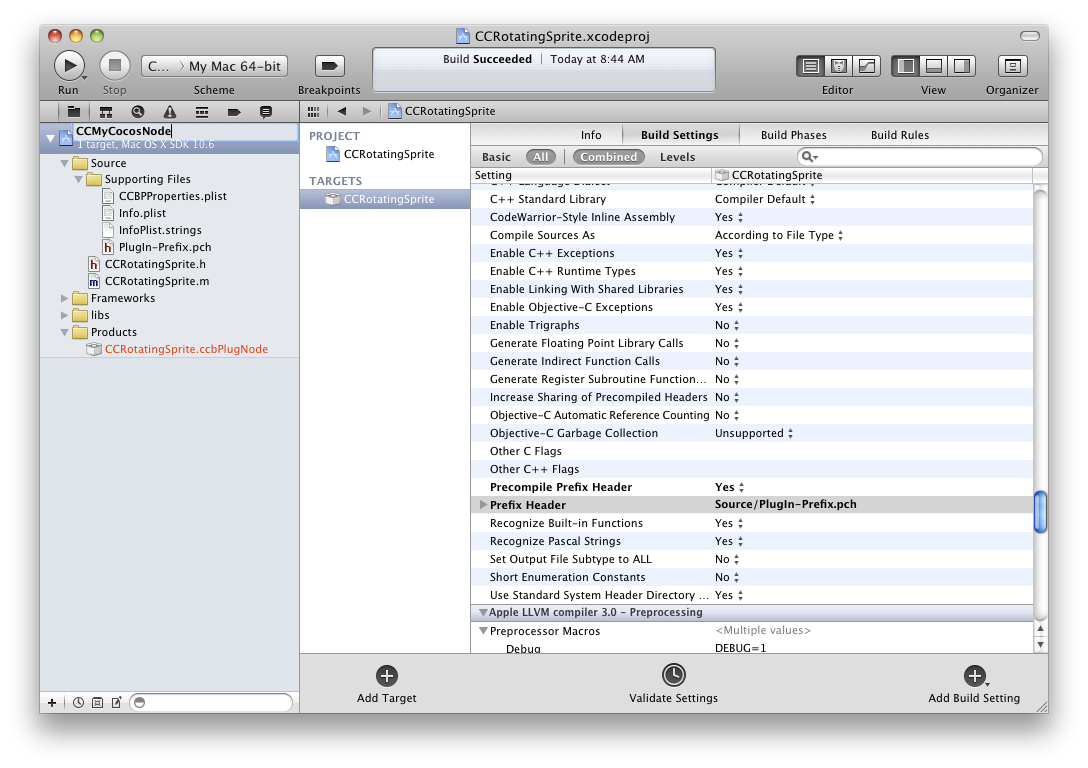 CCRotatingSprite.xcodeproj
C... My Mac 64-bit
Build Succeeded Today at 8:44 AM
Run Stop Scheme Breakpoints Editor View Organizer
CCRotatingSprite
CCMyCocosNode
1 target, Mac OS X SDK 10.6
Source
Supporting Files
CCBPProperties.plist
Info.plist
InfoPlist.strings
PlugIn-Prefix.pch
CCRotatingSprite.h
CCRotatingSprite.m
Frameworks
libs
Products
CCRotatingSprite.ccbPlugNode
PROJECT
CCRotatingSprite
TARGETS
CCRotatingSprite
Info Build Settings Build Phases Build Rules
Basic All Combined Levels
Setting CCRotatingSprite
C++ Language Dialect Compiler Default
C++ Standard Library Compiler Default
CodeWarrior-Style Inline Assembly Yes
Compile Sources As According to File Type
Enable C++ Exceptions Yes
Enable C++ Runtime Types Yes
Enable Linking With Shared Libraries Yes
Enable Objective-C Exceptions Yes
Enable Trigraphs No
Generate Floating Point Library Calls No
Generate Indirect Function Calls No
Generate Register Subroutine Function... No
Increase Sharing of Precompiled Headers No
Objective-C Automatic Reference Counting No
Objective-C Garbage Collection Unsupported
Other C Flags
Other C++ Flags
Precompile Prefix Header Yes
Prefix Header Source/PlugIn-Prefix.pch
Recognize Built-in Functions Yes
Recognize Pascal Strings Yes
Set Output File Subtype to ALL No
Short Enumeration Constants No
Use Standard System Header Directory ... Yes
Apple LLVM compiler 3.0 - Preprocessing
Preprocessor Macros <Multiple values>
Debug DEBUG=1
Add Target Validate Settings Add Build Setting